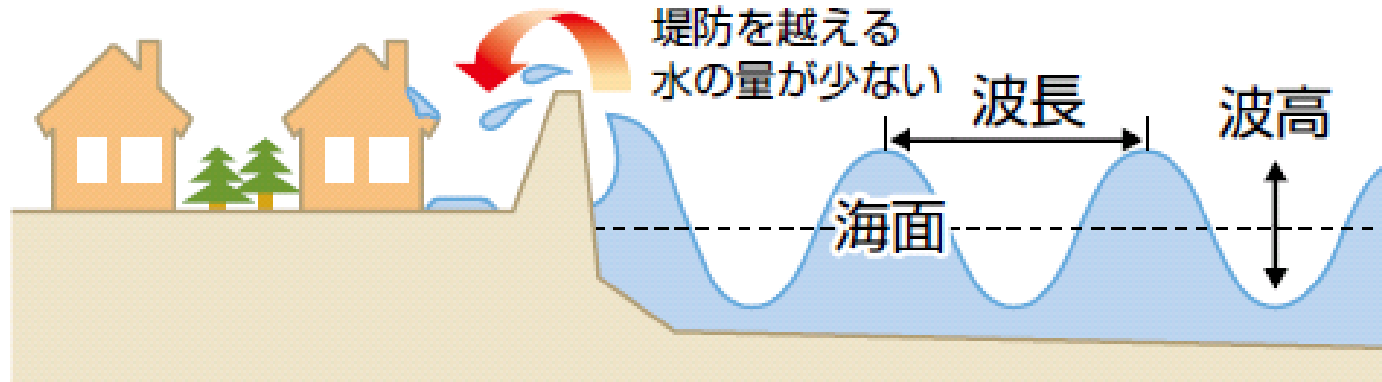 堤防を越える
水の量が少ない
波長
波高
海面